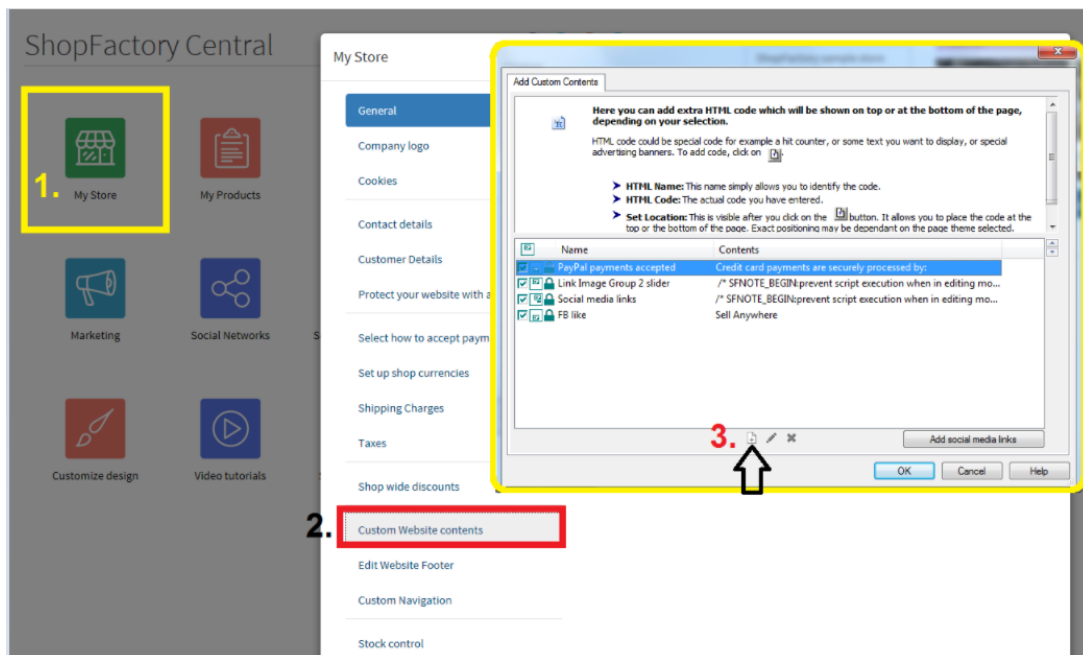 ShopFactory Central
1.
My Store
My Products
Marketing
Social Networks
S
Customize design
Video tutorials
My Store
General
Company logo
Cookies
Contact details
Customer Details
Protect your website with a
Select how to accept paym
Set up shop currencies
Shipping Charges
Taxes
Shop wide discounts
2.
Custom Website contents
Edit Website Footer
Custom Navigation
Stock control
Add Custom Contents
Here you can add extra HTML code which will be shown on top or at the bottom of the page,
depending on your selection.
HTML code could be special code for example a hit counter, or some text you want to display, or special
advertising banners. To add code, click on .
HTML Name: This name simply allows you to identify the code.
HTML Code: The actual code you have entered.
Set Location: This is visible after you click on the button. It allows you to place the code at the
top or the bottom of the page. Exact positioning may be dependant on the page theme selected.
Name Contents
PayPal payments accepted Credit card payments are securely processed by:
Link Image Group 2 slider /* SFNOTE_BEGIN:prevent script execution when in editing mo...
Social media links /* SFNOTE_BEGIN:prevent script execution when in editing mo...
FB like Sell Anywhere
3.
Add social media links
OK Cancel Help